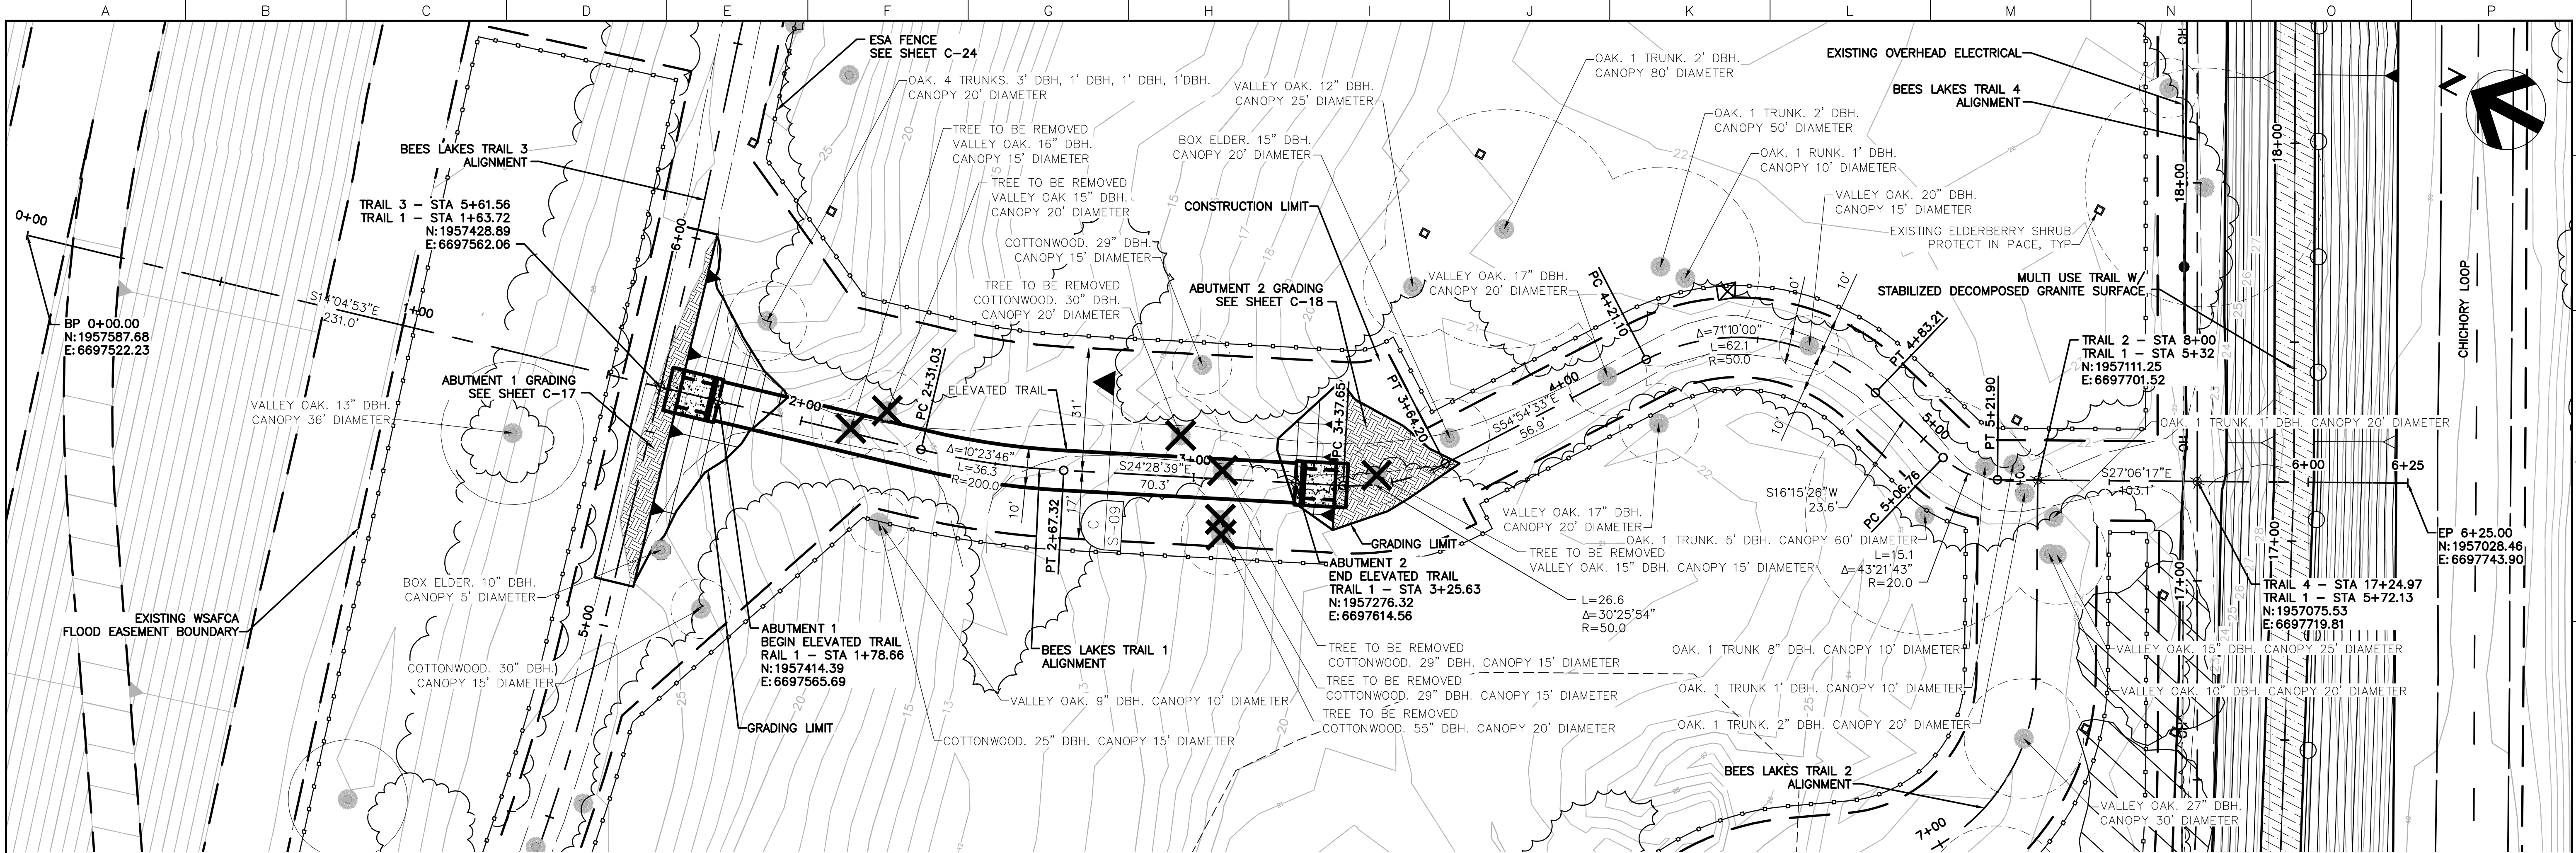 A B C D E F G H I J K L M N O P
ESA FENCE
SEE SHEET C-24
OAK. 4 TRUNKS. 3' DBH, 1' DBH, 1' DBH, 1'DBH.
CANOPY 20' DIAMETER
VALLEY OAK. 12" DBH.
CANOPY 25' DIAMETER
OAK. 1 TRUNK. 2' DBH.
CANOPY 80' DIAMETER
EXISTING OVERHEAD ELECTRICAL
BEES LAKES TRAIL 4
ALIGNMENT
OH
N
OAK. 1 TRUNK. 2' DBH.
CANOPY 50' DIAMETER
OAK. 1 RUNK. 1' DBH.
CANOPY 10' DIAMETER
TREE TO BE REMOVED
VALLEY OAK. 16" DBH.
CANOPY 15' DIAMETER
BOX ELDER. 15" DBH.
CANOPY 20' DIAMETER
BEES LAKES TRAIL 3
ALIGNMENT
TREE TO BE REMOVED
VALLEY OAK 15" DBH.
CANOPY 20' DIAMETER
CONSTRUCTION LIMIT
VALLEY OAK. 20" DBH.
CANOPY 15' DIAMETER
EXISTING ELDERBERRY SHRUB
PROTECT IN PACE, TYP
18+00
18+00
TRAIL 3 - STA 5+61.56
TRAIL 1 - STA 1+63.72
N:1957428.89
E:6697562.06
0+00
6+00
COTTONWOOD. 29" DBH.
CANOPY 15' DIAMETER
TREE TO BE REMOVED
COTTONWOOD. 30" DBH.
CANOPY 20' DIAMETER
ABUTMENT 2 GRADING
SEE SHEET C-18
VALLEY OAK. 17" DBH.
CANOPY 20' DIAMETER
PC 4+21.10
MULTI USE TRAIL W/
STABILIZED DECOMPOSED GRANITE SURFACE
CHICHORY LOOP
S14°04'53"E
231.0'
1+00
BP 0+00.00
N:1957587.68
E:6697522.23
Δ=71°10'00"
L=62.1
R=50.0
10'
10'
10'
PT 4+83.21
TRAIL 2 - STA 8+00
TRAIL 1 - STA 5+32
N:1957111.25
E:6697701.52
ABUTMENT 1 GRADING
SEE SHEET C-17
VALLEY OAK. 13" DBH.
CANOPY 36' DIAMETER
2+00
PC 2+31.03
ELEVATED TRAIL
31'
PC 3+37.65
PT 3+64.20
4+00
S54°54'33"E
56.9'
5+00
PT 5+21.90
OAK. 1 TRUNK. 1' DBH. CANOPY 20' DIAMETER
OH
Δ=10°23'46"
L=36.3
R=200.0
10'
17'
3+00
S24°28'39"E
70.3'
S27°06'17"E
103.1'
6+00
6+25
S16°15'26"W
23.6'
PC 5+06.76
PT 2+67.32
C
S-09
VALLEY OAK. 17" DBH.
CANOPY 20' DIAMETER
OAK. 1 TRUNK. 5' DBH. CANOPY 60' DIAMETER
GRADING LIMIT
TREE TO BE REMOVED
VALLEY OAK. 15" DBH. CANOPY 15' DIAMETER
L=15.1
Δ=43°21'43"
R=20.0
17+00
EP 6+25.00
N:1957028.46
E:6697743.90
ABUTMENT 2
END ELEVATED TRAIL
TRAIL 1 - STA 3+25.63
N:1957276.32
E:6697614.56
BOX ELDER. 10" DBH.
CANOPY 5' DIAMETER
17+00
TRAIL 4 - STA 17+24.97
TRAIL 1 - STA 5+72.13
N:1957075.53
E:6697719.81
L=26.6
Δ=30°25'54"
R=50.0
EXISTING WSAFCA
FLOOD EASEMENT BOUNDARY
5+00
ABUTMENT 1
BEGIN ELEVATED TRAIL
RAIL 1 - STA 1+78.66
N:1957414.39
E:6697565.69
BEES LAKES TRAIL 1
ALIGNMENT
TREE TO BE REMOVED
COTTONWOOD. 29" DBH. CANOPY 15' DIAMETER
OAK. 1 TRUNK 8" DBH. CANOPY 10' DIAMETER
VALLEY OAK. 15" DBH. CANOPY 25' DIAMETER
COTTONWOOD. 30" DBH.
CANOPY 15' DIAMETER
TREE TO BE REMOVED
COTTONWOOD. 29" DBH. CANOPY 15' DIAMETER
OAK. 1 TRUNK 1' DBH. CANOPY 10' DIAMETER
VALLEY OAK. 10" DBH. CANOPY 20' DIAMETER
VALLEY OAK. 9" DBH. CANOPY 10' DIAMETER
GRADING LIMIT
TREE TO BE REMOVED
COTTONWOOD. 55" DBH. CANOPY 20' DIAMETER
OAK. 1 TRUNK. 2" DBH. CANOPY 20' DIAMETER
COTTONWOOD. 25" DBH. CANOPY 15' DIAMETER
BEES LAKES TRAIL 2
ALIGNMENT
VALLEY OAK. 27" DBH.
CANOPY 30' DIAMETER
7+00